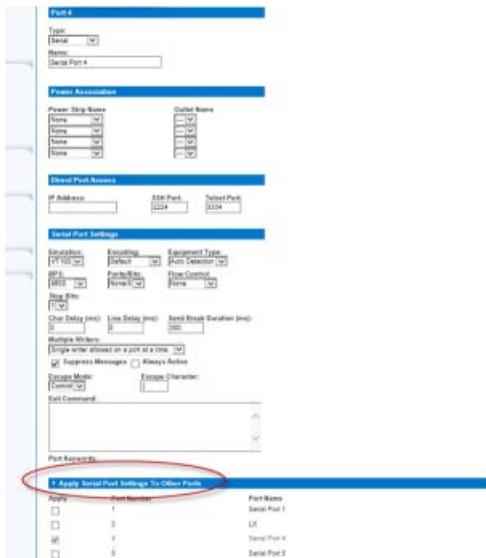 Port 4
Type:
Serial
Name:
Serial Port 4
Power Association
Power Strip Name Outlet Name
None ---
None ---
None ---
None ---
Direct Port Access
IP Address: SSH Port: Telnet Port:
2224
Serial Port Settings
Emulation: Encoding: Equipment Type:
VT100 Default Auto Detection
BPS: Parity/Bits: Flow Control:
9600 None/8 None
Stop Bits:
1
Char Delay (ms): Line Delay (ms): Send Break Duration (ms):
0 0 300
Multiple Writers:
Single writer allowed on a port at a time.
Suppress Messages Always Active
Escape Mode: Escape Character:
Control ]
Exit Command:
Port Keywords:
Apply Serial Port Settings To Other Ports
Apply Port Number Port Name
1 Serial Port 1
2 LX
4 Serial Port 4
5 Serial Port 5